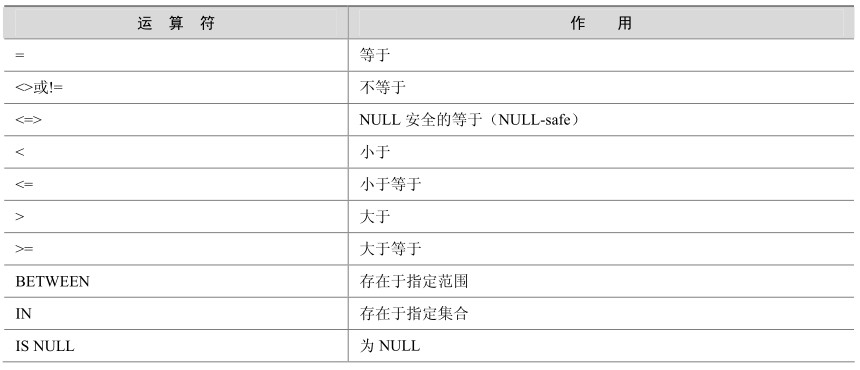 运 算 符 作 用
= 等于
<>或!= 不等于
<=> NULL 安全的等于（NULL-safe）
< 小于
<= 小于等于
> 大于
>= 大于等于
BETWEEN 存在于指定范围
IN 存在于指定集合
IS NULL 为 NULL